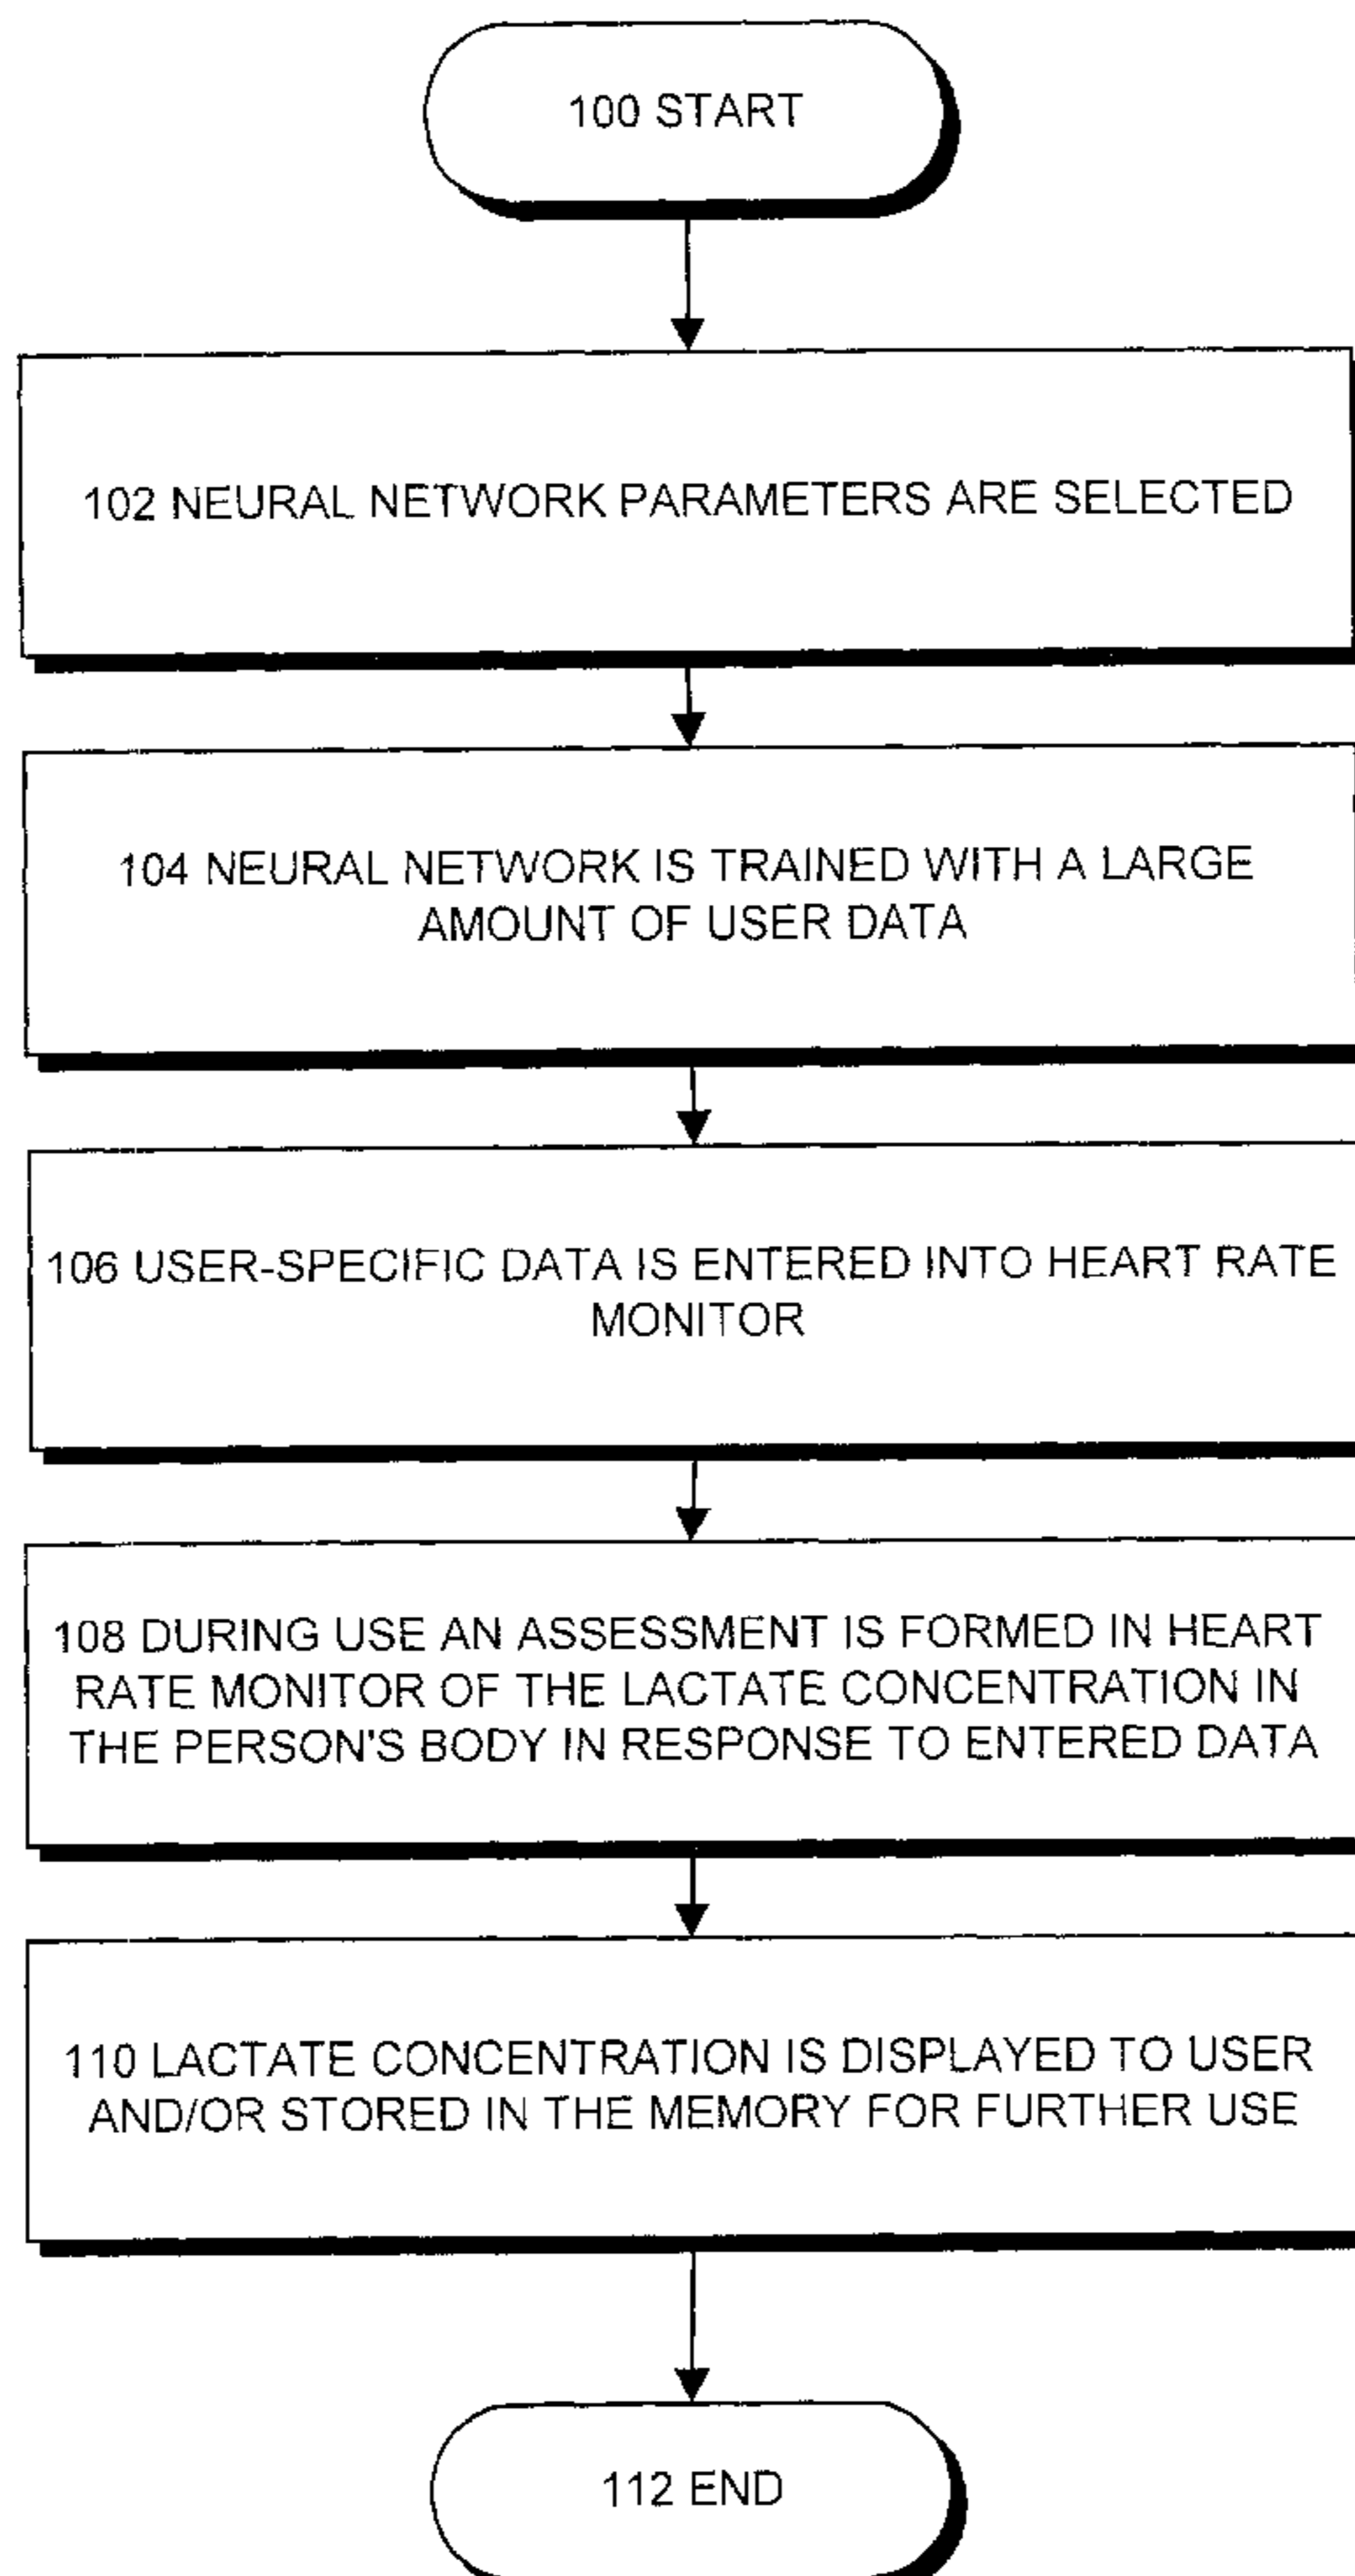 100 START
102 NEURAL NETWORK PARAMETERS ARE SELECTED
104 NEURAL NETWORK IS TRAINED WITH A LARGE
AMOUNT OF USER DATA
106 USER-SPECIFIC DATA IS ENTERED INTO HEART RATE
MONITOR
108 DURING USE AN ASSESSMENT IS FORMED IN HEART
RATE MONITOR OF THE LACTATE CONCENTRATION IN
THE PERSON'S BODY IN RESPONSE TO ENTERED DATA
110 LACTATE CONCENTRATION IS DISPLAYED TO USER
AND/OR STORED IN THE MEMORY FOR FURTHER USE
112 END